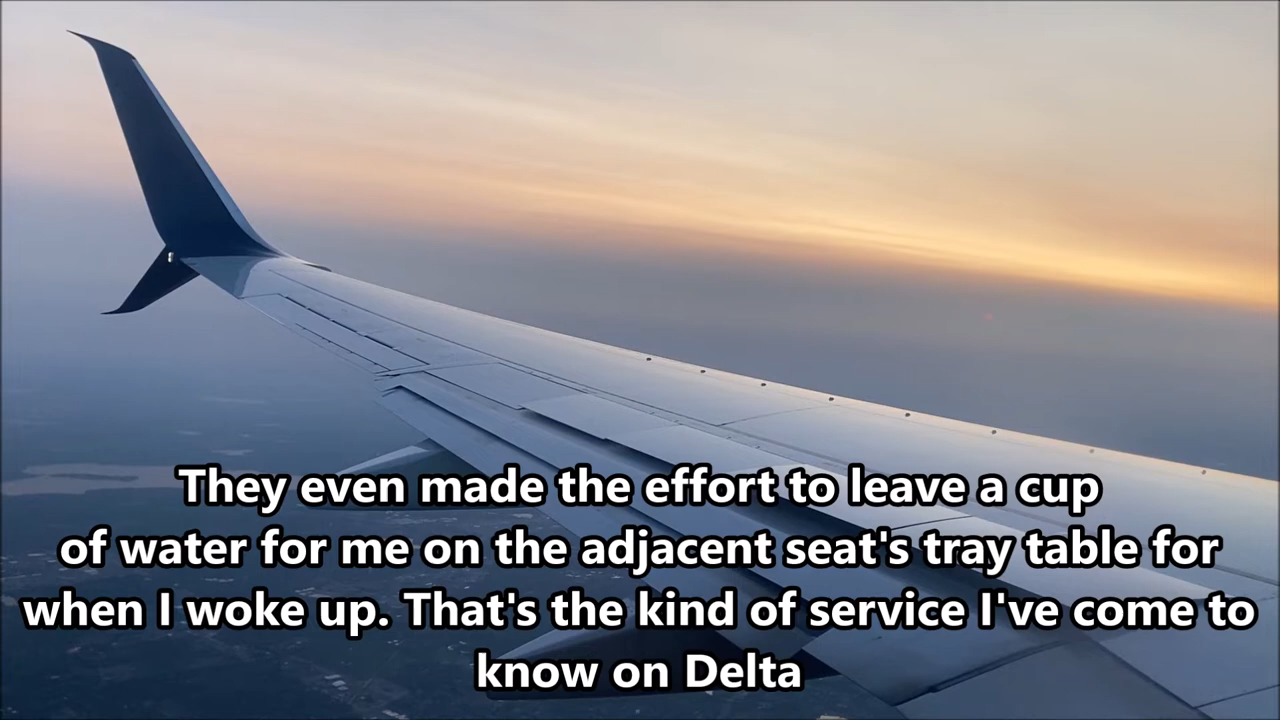 They even made the effort to leave a cup
of water for me on the adjacent seat's tray table for
when I woke up. That's the kind of service I've come to
know on Delta